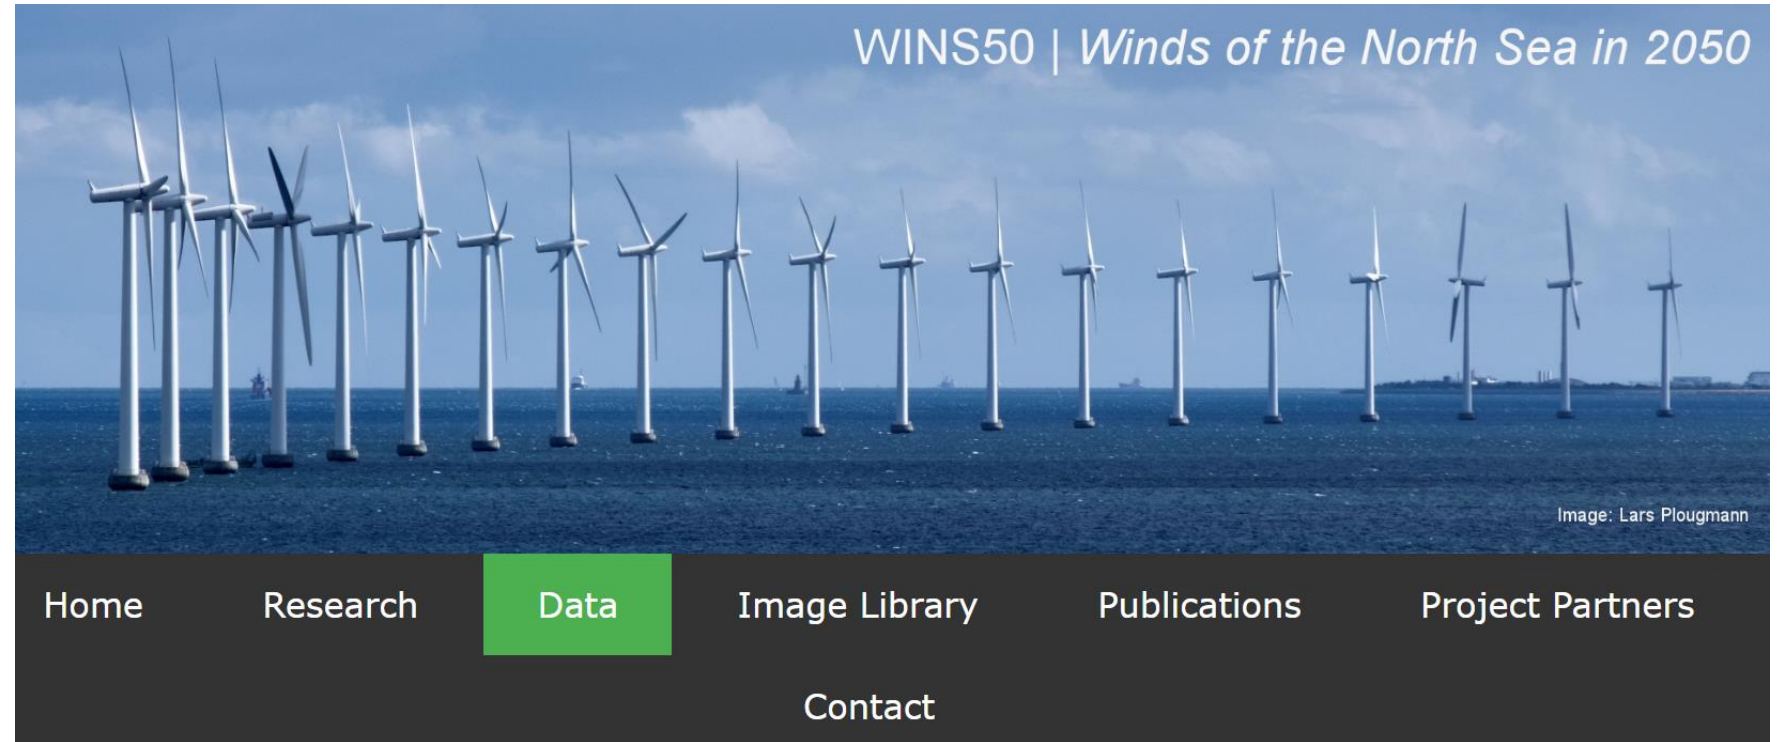 WINS50 | Winds of the North Sea in 2050
Image: Lars Plougmann
Home Research Data Image Library Publications Project Partners
Contact